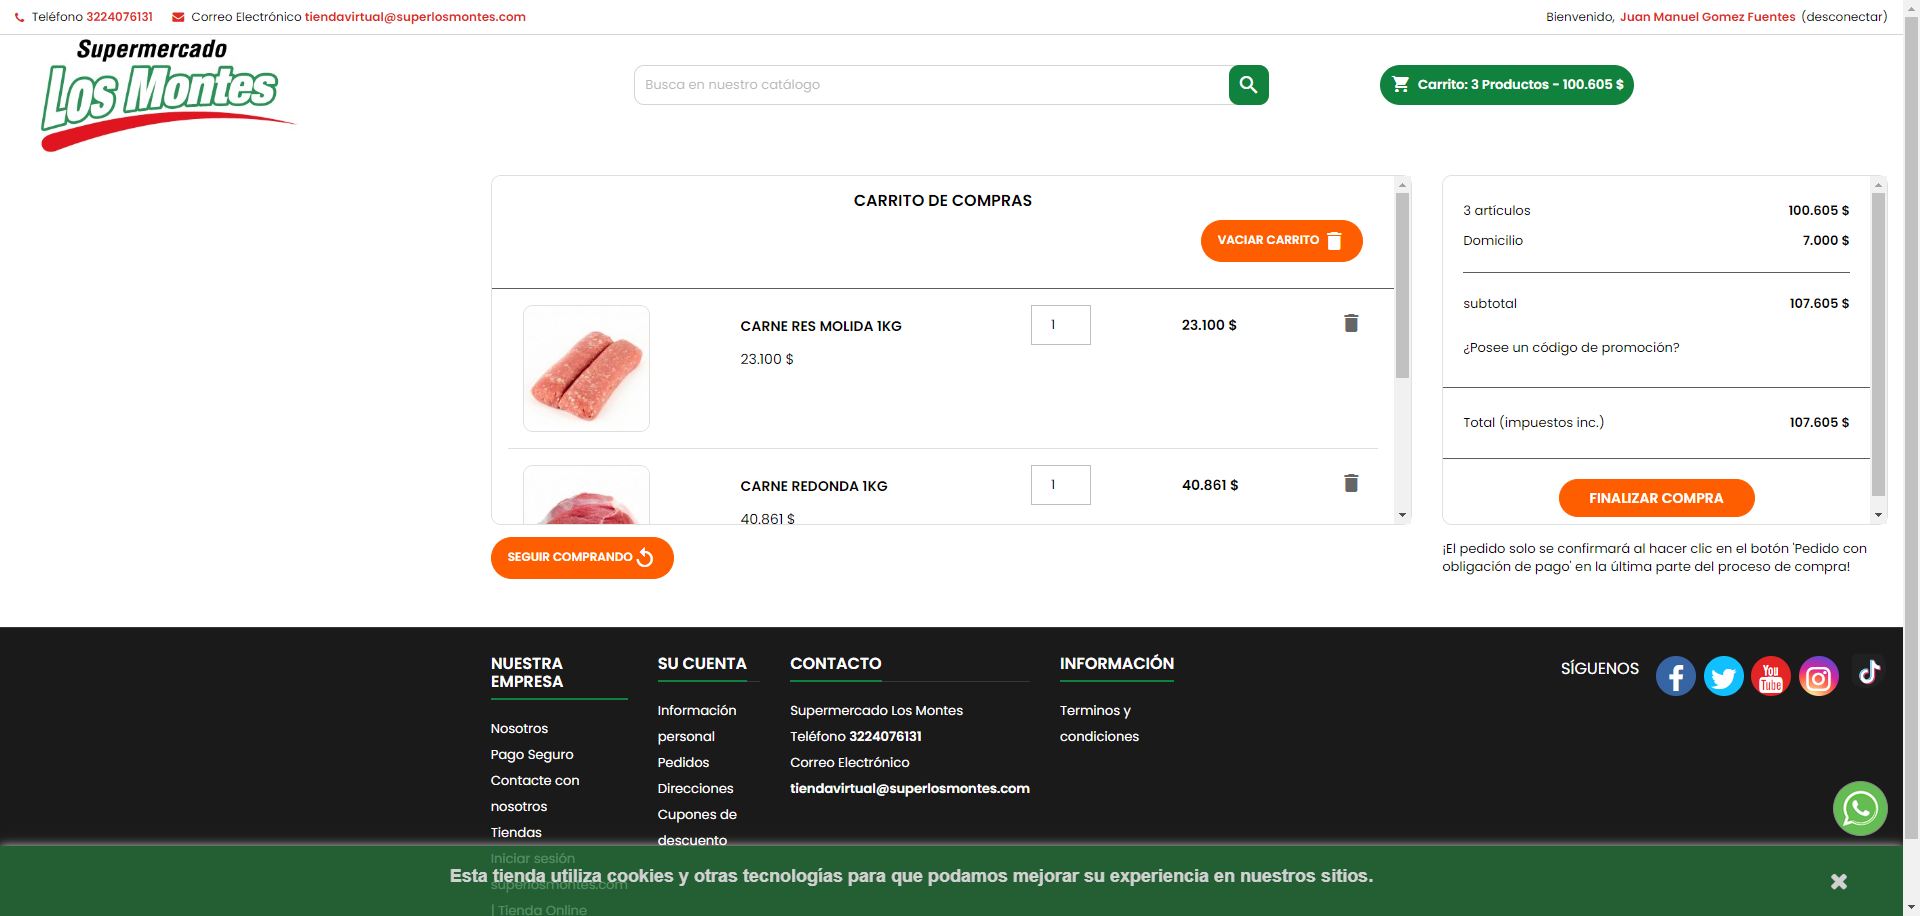 Teléfono 3224076131 Correo Electrónico tiendavirtual@superlosmontes.com
Bienvenido, Juan Manuel Gomez Fuentes (desconectar)
Supermercado
Los Montes
Busca en nuestro catálogo
Carrito: 3 Productos - 100.605 $
CARRITO DE COMPRAS
VACIAR CARRITO
CARNE RES MOLIDA 1KG
23.100 $
1
23.100 $
CARNE REDONDA 1KG
40.861 $
1
40.861 $
SEGUIR COMPRANDO
3 artículos 100.605 $
Domicilio 7.000 $
subtotal 107.605 $
¿Posee un código de promoción?
Total (impuestos inc.) 107.605 $
FINALIZAR COMPRA
¡El pedido solo se confirmará al hacer clic en el botón 'Pedido con
obligación de pago' en la última parte del proceso de compra!
NUESTRA
EMPRESA
Nosotros
Pago Seguro
Contacte con
nosotros
Tiendas
Iniciar sesión
superlosmontes.com
| Tienda Online
SU CUENTA
Información
personal
Pedidos
Direcciones
Cupones de
descuento
CONTACTO
Supermercado Los Montes
Teléfono 3224076131
Correo Electrónico
tiendavirtual@superlosmontes.com
INFORMACIÓN
Terminos y
condiciones
SÍGUENOS
You
Tube
Esta tienda utiliza cookies y otras tecnologías para que podamos mejorar su experiencia en nuestros sitios.